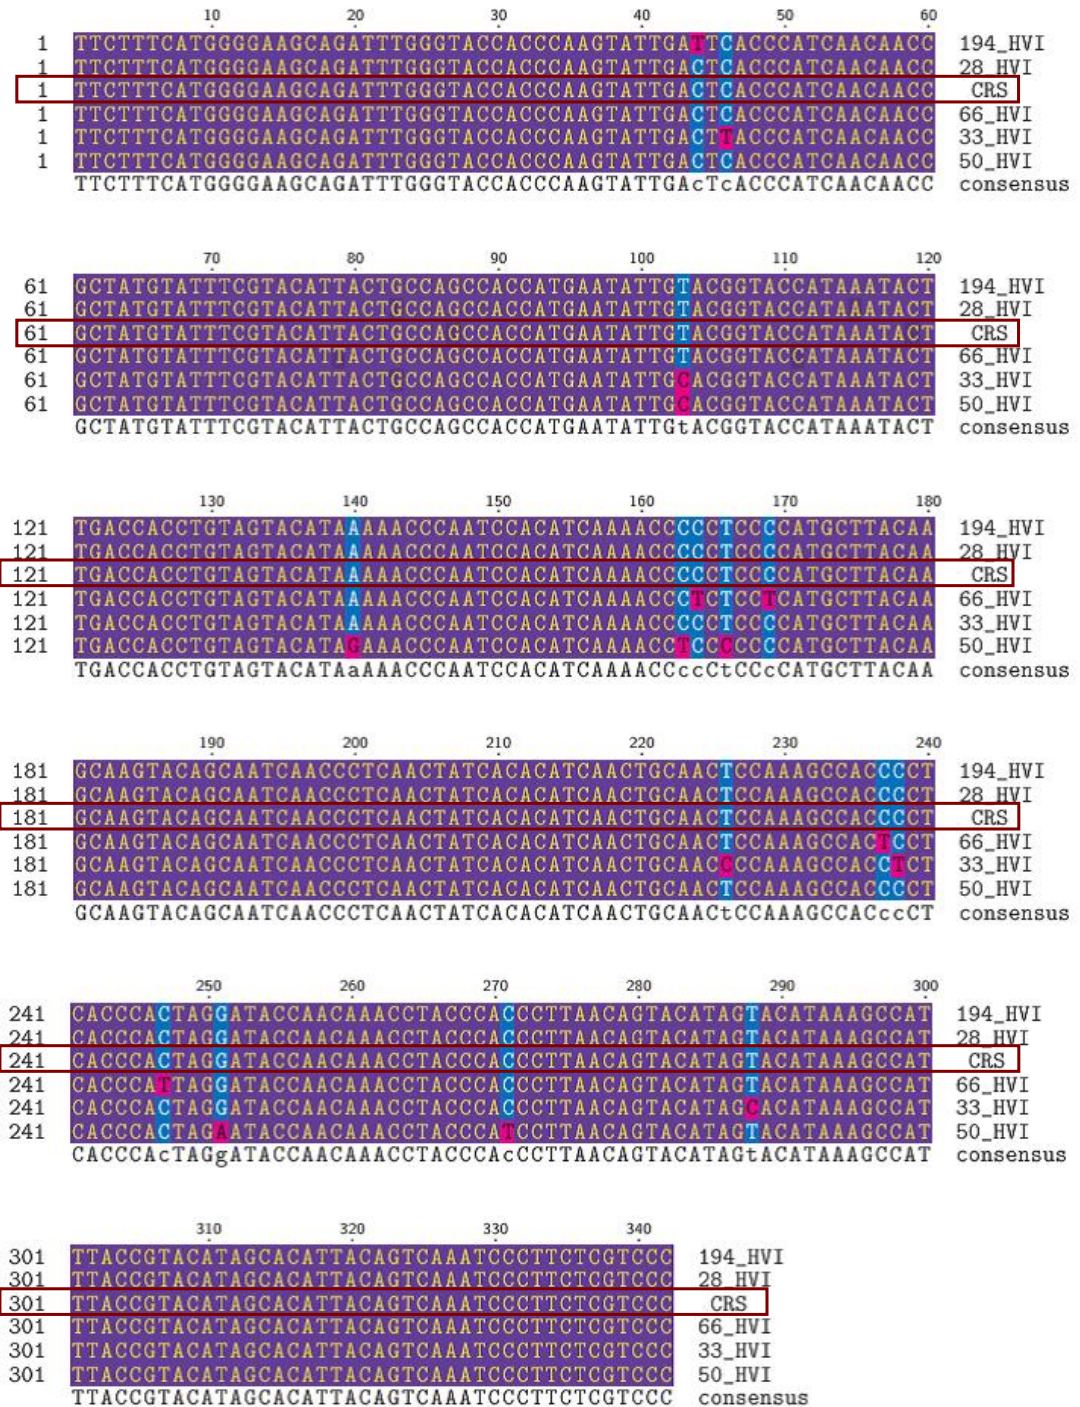 10 20 30 40 50 60
1 TTCTTTCATGGGGAAGCAGATTTGGGTACCACCCAAGTATTGATTCACCCATCAACAACC 194_HVI
1 TTCTTTCATGGGGAAGCAGATTTGGGTACCACCCAAGTATTGACTCACCCATCAACAACC 28_HVI
1 TTCTTTCATGGGGAAGCAGATTTGGGTACCACCCAAGTATTGACTCACCCATCAACAACC CRS
1 TTCTTTCATGGGGAAGCAGATTTGGGTACCACCCAAGTATTGACTCACCCATCAACAACC 66_HVI
1 TTCTTTCATGGGGAAGCAGATTTGGGTACCACCCAAGTATTGACTTACCCATCAACAACC 33_HVI
1 TTCTTTCATGGGGAAGCAGATTTGGGTACCACCCAAGTATTGACTCACCCATCAACAACC 50_HVI
TTCTTTCATGGGGAAGCAGATTTGGGTACCACCCAAGTATTGAcTcACCCATCAACAACC consensus
70 80 90 100 110 120
61 GCTATGTATTTCGTACATTACTGCCAGCCACCATGAATATTGTACGGTACCATAAATACT 194_HVI
61 GCTATGTATTTCGTACATTACTGCCAGCCACCATGAATATTGTACGGTACCATAAATACT 28_HVI
61 GCTATGTATTTCGTACATTACTGCCAGCCACCATGAATATTGTACGGTACCATAAATACT CRS
61 GCTATGTATTTCGTACATTACTGCCAGCCACCATGAATATTGTACGGTACCATAAATACT 66_HVI
61 GCTATGTATTTCGTACATTACTGCCAGCCACCATGAATATTGCACGGTACCATAAATACT 33_HVI
61 GCTATGTATTTCGTACATTACTGCCAGCCACCATGAATATTGCACGGTACCATAAATACT 50_HVI
GCTATGTATTTCGTACATTACTGCCAGCCACCATGAATATTGtACGGTACCATAAATACT consensus
130 140 150 160 170 180
121 TGACCACCTGTAGTACATAAAAACCCAATCCACATCAAAACCCCCTCCCCATGCTTACAA 194_HVI
121 TGACCACCTGTAGTACATAAAAACCCAATCCACATCAAAACCCCCTCCCCATGCTTACAA 28_HVI
121 TGACCACCTGTAGTACATAAAAACCCAATCCACATCAAAACCCCCTCCCCATGCTTACAA CRS
121 TGACCACCTGTAGTACATAAAAACCCAATCCACATCAAAACCCTCTCCTCATGCTTACAA 66_HVI
121 TGACCACCTGTAGTACATAAAAACCCAATCCACATCAAAACCCCCTCCCCATGCTTACAA 33_HVI
121 TGACCACCTGTAGTACATAGAAACCCAATCCACATCAAAACCTCCCCCCCATGCTTACAA 50_HVI
TGACCACCTGTAGTACATAaAAACCCAATCCACATCAAAACCccCtCCcCATGCTTACAA consensus
190 200 210 220 230 240
181 GCAAGTACAGCAATCAACCCTCAACTATCACACATCAACTGCAACTCCAAAGCCACCCCT 194_HVI
181 GCAAGTACAGCAATCAACCCTCAACTATCACACATCAACTGCAACTCCAAAGCCACCCCT 28_HVI
181 GCAAGTACAGCAATCAACCCTCAACTATCACACATCAACTGCAACTCCAAAGCCACCCCT CRS
181 GCAAGTACAGCAATCAACCCTCAACTATCACACATCAACTGCAACTCCAAAGCCACTCCT 66_HVI
181 GCAAGTACAGCAATCAACCCTCAACTATCACACATCAACTGCAACCCCAAAGCCACCTCT 33_HVI
181 GCAAGTACAGCAATCAACCCTCAACTATCACACATCAACTGCAACTCCAAAGCCACCCCT 50_HVI
GCAAGTACAGCAATCAACCCTCAACTATCACACATCAACTGCAACtCCAAAGCCACccCT consensus
250 260 270 280 290 300
241 CACCCACTAGGATACCAACAAACCTACCCACCCTTAACAGTACATAGTACATAAAGCCAT 194_HVI
241 CACCCACTAGGATACCAACAAACCTACCCACCCTTAACAGTACATAGTACATAAAGCCAT 28_HVI
241 CACCCACTAGGATACCAACAAACCTACCCACCCTTAACAGTACATAGTACATAAAGCCAT CRS
241 CACCCATTAGGATACCAACAAACCTACCCACCCTTAACAGTACATAGTACATAAAGCCAT 66_HVI
241 CACCCACTAGGATACCAACAAACCTACCCACCCTTAACAGTACATAGCACATAAAGCCAT 33_HVI
241 CACCCACTAGAATACCAACAAACCTACCCATCCTTAACAGTACATAGTACATAAAGCCAT 50_HVI
CACCCAcTAGgATACCAACAAACCTACCCAcCCTTAACAGTACATAGtACATAAAGCCAT consensus
310 320 330 340
301 TTACCGTACATAGCACATTACAGTCAAATCCCTTCTCGTCCC 194_HVI
301 TTACCGTACATAGCACATTACAGTCAAATCCCTTCTCGTCCC 28_HVI
301 TTACCGTACATAGCACATTACAGTCAAATCCCTTCTCGTCCC CRS
301 TTACCGTACATAGCACATTACAGTCAAATCCCTTCTCGTCCC 66_HVI
301 TTACCGTACATAGCACATTACAGTCAAATCCCTTCTCGTCCC 33_HVI
301 TTACCGTACATAGCACATTACAGTCAAATCCCTTCTCGTCCC 50_HVI
TTACCGTACATAGCACATTACAGTCAAATCCCTTCTCGTCCC consensus